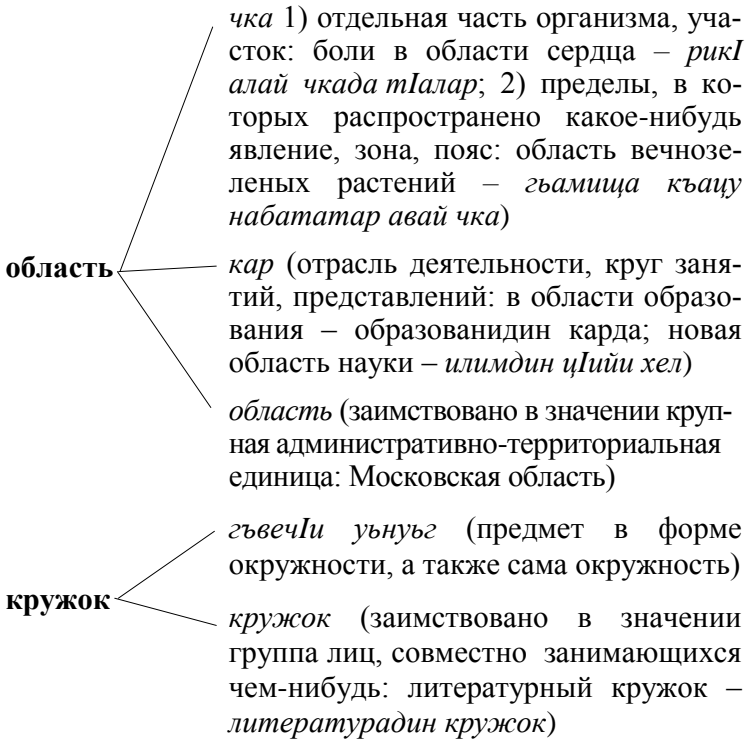 чка 1) отдельная часть организма, уча-
сток: боли в области сердца – рикI
алай чкада тIалар; 2) пределы, в ко-
торых распространено какое-нибудь
явление, зона, пояс: область вечнозе-
леных растений – гьамища къацу
набататар авай чка)
область
кар (отрасль деятельности, круг заня-
тий, представлений: в области образо-
вания – образованидин карда; новая
область науки – илимдин цIийи хел)
область (заимствовано в значении круп-
ная административно-территориальная
единица: Московская область)
гъвечIи уьнуьг (предмет в форме
окружности, а также сама окружность)
кружок
кружок (заимствовано в значении
группа лиц, совместно занимающихся
чем-нибудь: литературный кружок –
литературадин кружок)